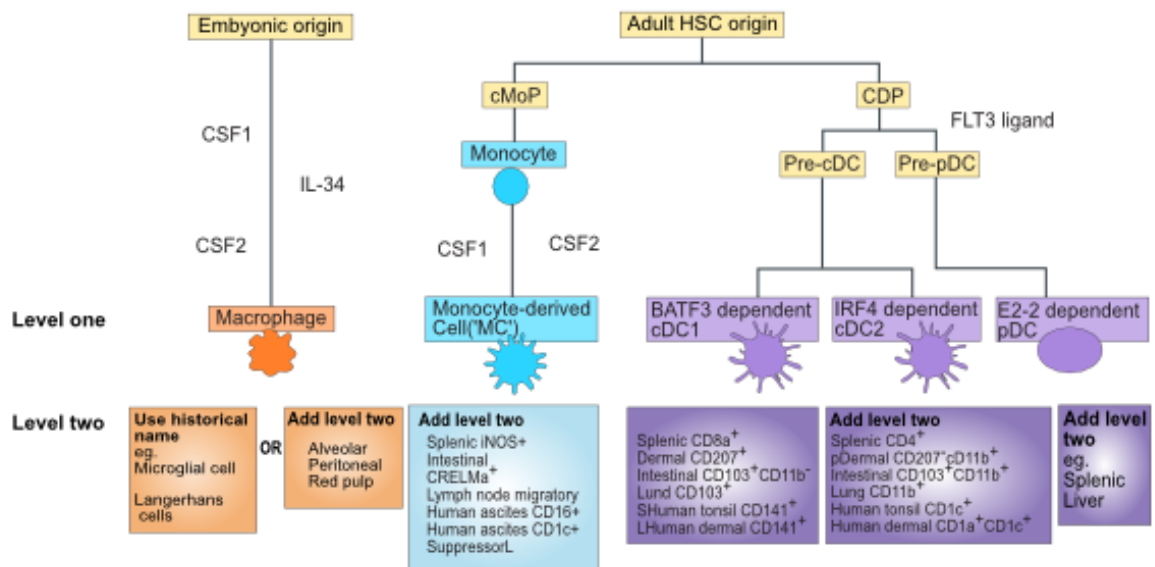 Embyonic origin
Adult HSC origin
cMoP
CDP
FLT3 ligand
CSF1
Monocyte
Pre-cDC
Pre-pDC
IL-34
CSF2
CSF1
CSF2
Level one
Macrophage
Monocyte-derived
Cell('MC')
BATF3 dependent
cDC1
IRF4 dependent
cDC2
E2-2 dependent
pDC
Level two
Use historical
name
eg.
Microglial cell
Langerhans
cells
OR
Add level two
Alveolar
Peritoneal
Red pulp
Add level two
Splenic iNOS+
Intestinal
CRELMa⁺
Lymph node migratory
Human ascites CD16+
Human ascites CD1c+
SuppressorL
Splenic CD8a⁺
Dermal CD207⁺
Intestinal CD103⁺CD11b⁻
Lund CD103⁺
SHuman tonsil CD141⁺
LHuman dermal CD141⁺
Add level two
Splenic CD4⁺
pDermal CD207⁻cD11b⁺
Intestinal CD103⁺CD11b⁺
Lung CD11b⁺
Human tonsil CD1c⁺
Human dermal CD1a⁺CD1c⁺
Add level
two
eg.
Splenic
Liver